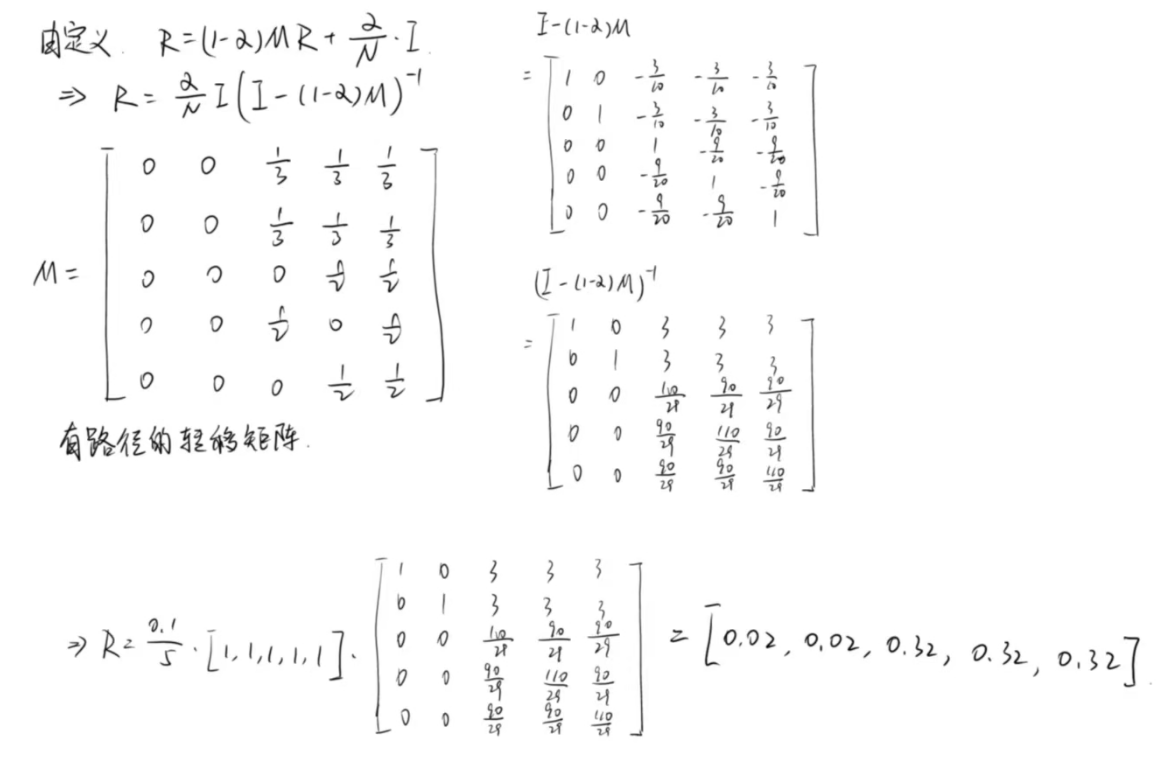 由定义. R=(1-α)MR+α/N·I.
⇒ R=α/N I(I-(1-α)M)^-1
M=
[0 0 1/3 1/3 1/3
0 0 1/3 1/3 1/3
0 0 0 1/2 1/2
0 0 1/2 0 1/2
0 0 0 1/2 1/2]
有路径的转移矩阵.
I-(1-α)M
=
[1 0 -3/10 -3/10 -3/10
0 1 -3/10 -3/10 -3/10
0 0 1 -9/20 -9/20
0 0 -9/20 1 -9/20
0 0 -9/20 -9/20 1]
(I-(1-α)M)^-1
=
[1 0 3 3 3
0 1 3 3 3
0 0 110/29 90/29 90/29
0 0 90/29 110/29 90/29
0 0 90/29 90/29 110/29]
⇒ R=0.1/5·[1,1,1,1,1]·
[1 0 3 3 3
0 1 3 3 3
0 0 110/29 90/29 90/29
0 0 90/29 110/29 90/29
0 0 90/29 90/29 110/29]
=[0.02, 0.02, 0.32, 0.32, 0.32]